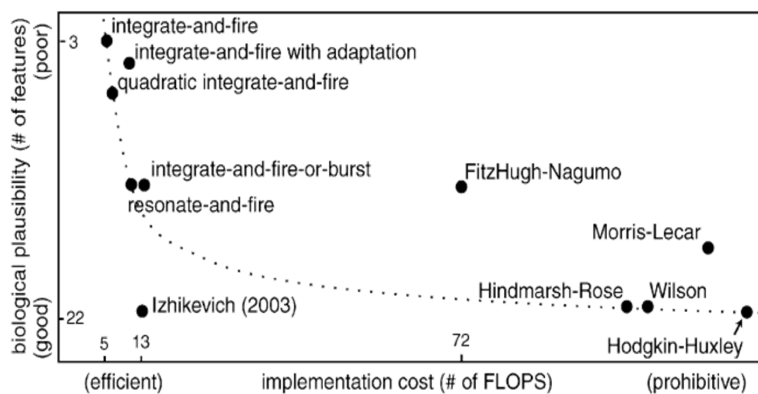 integrate-and-fire
3
integrate-and-fire with adaptation
quadratic integrate-and-fire
integrate-and-fire-or-burst
FitzHugh-Nagumo
resonate-and-fire
Morris-Lecar
Hindmarsh-Rose
Wilson
Izhikevich (2003)
22
Hodgkin-Huxley
5
13
72
(efficient)
implementation cost (# of FLOPS)
(prohibitive)
biological plausibility (# of features)
(good)
(poor)